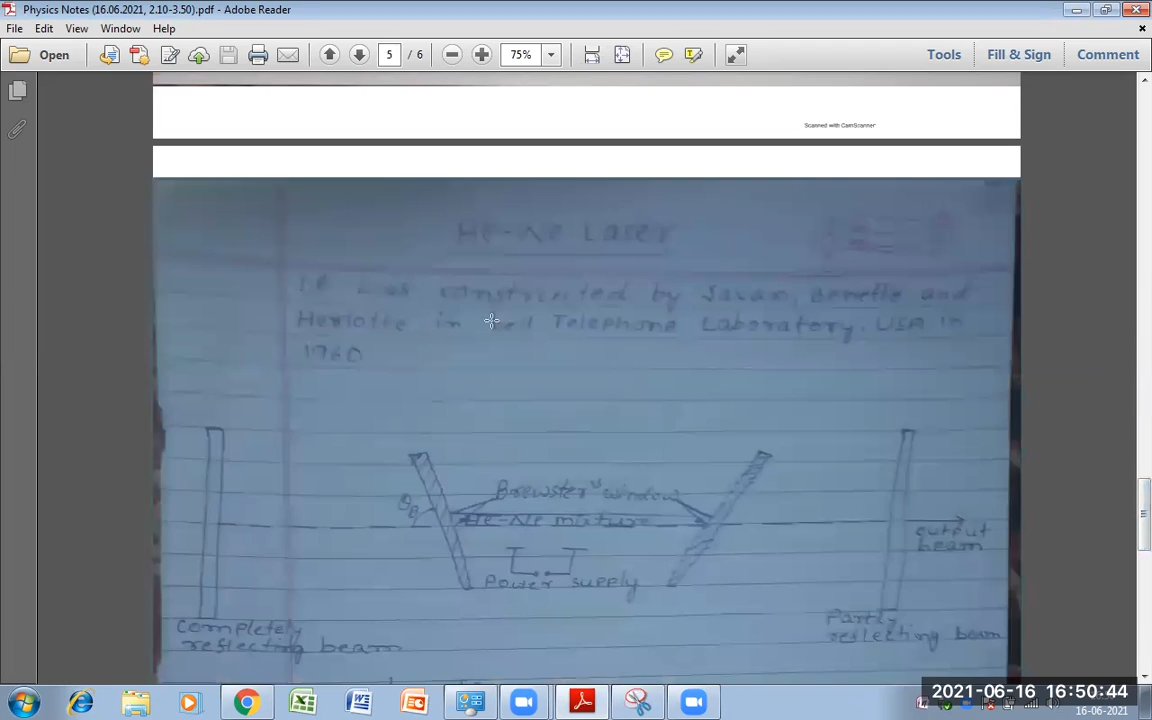 Physics Notes (16.06.2021, 2.10-3.50).pdf - Adobe Reader
File Edit View Window Help
Open 5 / 6 75% Tools Fill & Sign Comment
Scanned with CamScanner
He-Ne Laser
It was constructed by Javan, Benette and
Heriotte in Bell Telephone Laboratory, USA in
1960
Brewster's window
θB
He-Ne mixture
output
beam
Power supply
Completely
reflecting beam
Partly
reflecting beam
2021-06-16 16:50:44
16-06-2021